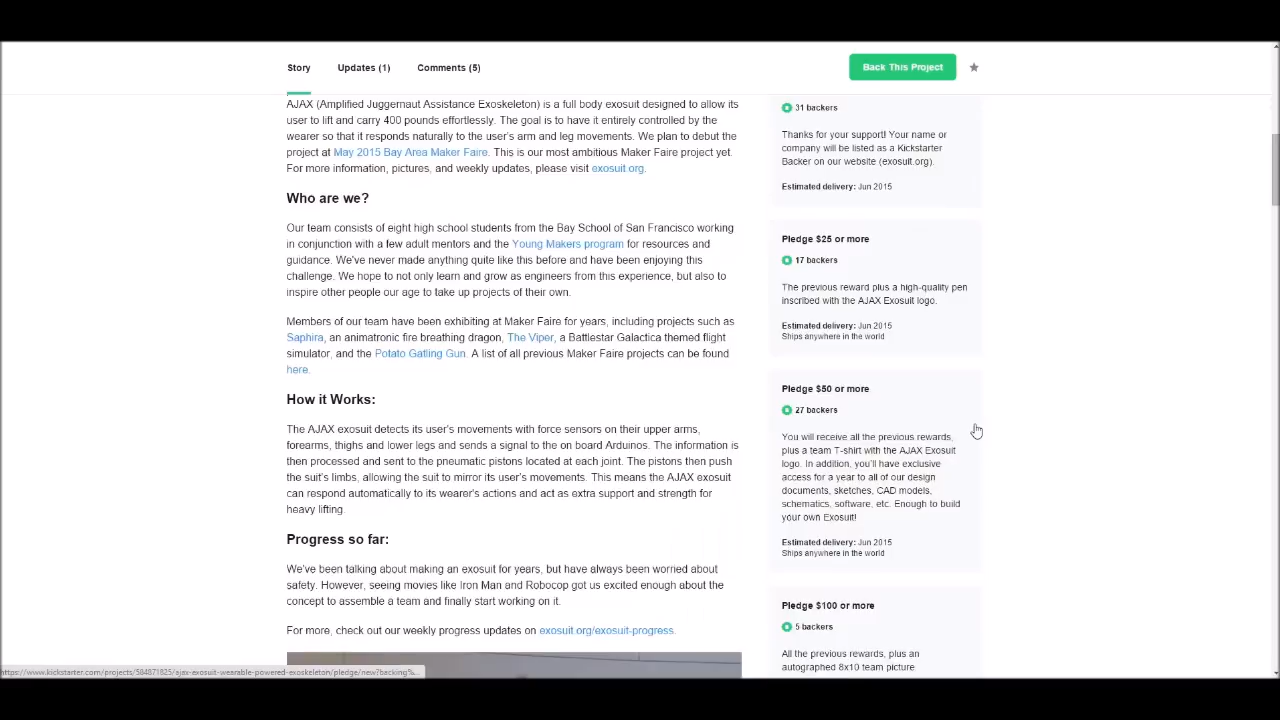 Story Updates (1) Comments (5) Back This Project
AJAX (Amplified Juggernaut Assistance Exoskeleton) is a full body exosuit designed to allow its
user to lift and carry 400 pounds effortlessly. The goal is to have it entirely controlled by the
wearer so that it responds naturally to the user's arm and leg movements. We plan to debut the
project at May 2015 Bay Area Maker Faire. This is our most ambitious Maker Faire project yet.
For more information, pictures, and weekly updates, please visit exosuit.org.
Who are we?
Our team consists of eight high school students from the Bay School of San Francisco working
in conjunction with a few adult mentors and the Young Makers program for resources and
guidance. We've never made anything quite like this before and have been enjoying this
challenge. We hope to not only learn and grow as engineers from this experience, but also to
inspire other people our age to take up projects of their own.
Members of our team have been exhibiting at Maker Faire for years, including projects such as
Saphira, an animatronic fire breathing dragon, The Viper, a Battlestar Galactica themed flight
simulator, and the Potato Gatling Gun. A list of all previous Maker Faire projects can be found
here.
How it Works:
The AJAX exosuit detects its user's movements with force sensors on their upper arms,
forearms, thighs and lower legs and sends a signal to the on board Arduinos. The information is
then processed and sent to the pneumatic pistons located at each joint. The pistons then push
the suit's limbs, allowing the suit to mirror its user's movements. This means the AJAX exosuit
can respond automatically to its wearer's actions and act as extra support and strength for
heavy lifting.
Progress so far:
We've been talking about making an exosuit for years, but have always been worried about
safety. However, seeing movies like Iron Man and Robocop got us excited enough about the
concept to assemble a team and finally start working on it.
For more, check out our weekly progress updates on exosuit.org/exosuit-progress.
31 backers
Thanks for your support! Your name or
company will be listed as a Kickstarter
Backer on our website (exosuit.org).
Estimated delivery: Jun 2015
Pledge $25 or more
17 backers
The previous reward plus a high-quality pen
inscribed with the AJAX Exosuit logo.
Estimated delivery: Jun 2015
Ships anywhere in the world
Pledge $50 or more
27 backers
You will receive all the previous rewards,
plus a team T-shirt with the AJAX Exosuit
logo. In addition, you'll have exclusive
access for a year to all of our design
documents, sketches, CAD models,
schematics, software, etc. Enough to build
your own Exosuit!
Estimated delivery: Jun 2015
Ships anywhere in the world
Pledge $100 or more
5 backers
All the previous rewards, plus an
autographed 8x10 team picture
https://www.kickstarter.com/projects/584871825/ajax-exosuit-wearable-powered-exoskeleton/pledge/new?backing%...